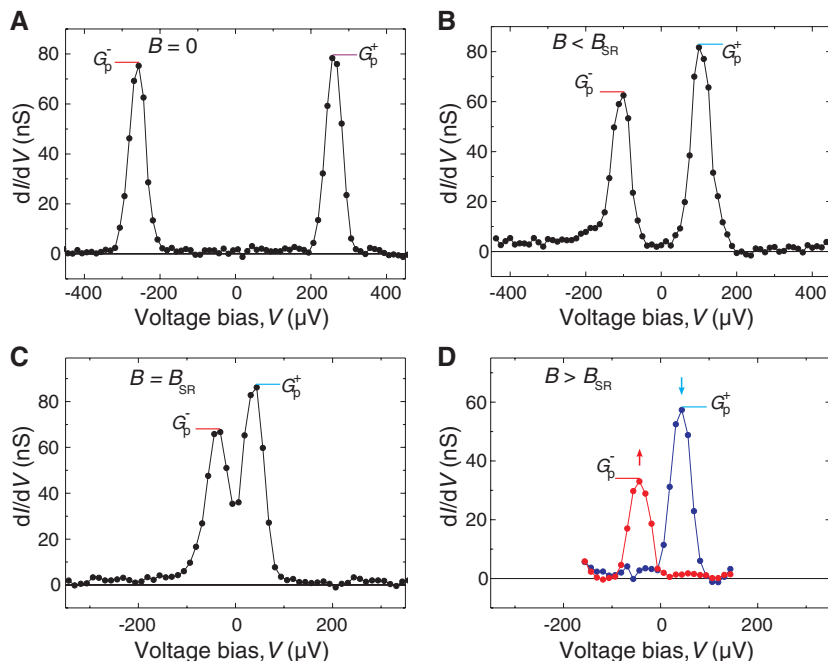 A
B = 0
G_p^-
G_p^+
80
60
40
20
0
dI/dV (nS)
-400
-200
0
200
400
Voltage bias, V (µV)
B
B < B_SR
G_p^-
G_p^+
80
60
40
20
0
dI/dV (nS)
-400
-200
0
200
400
Voltage bias, V (µV)
C
B = B_SR
G_p^-
G_p^+
80
60
40
20
0
dI/dV (nS)
-200
0
200
Voltage bias, V (µV)
D
B > B_SR
G_p^-
G_p^+
60
40
20
0
dI/dV (nS)
-200
0
200
Voltage bias, V (µV)